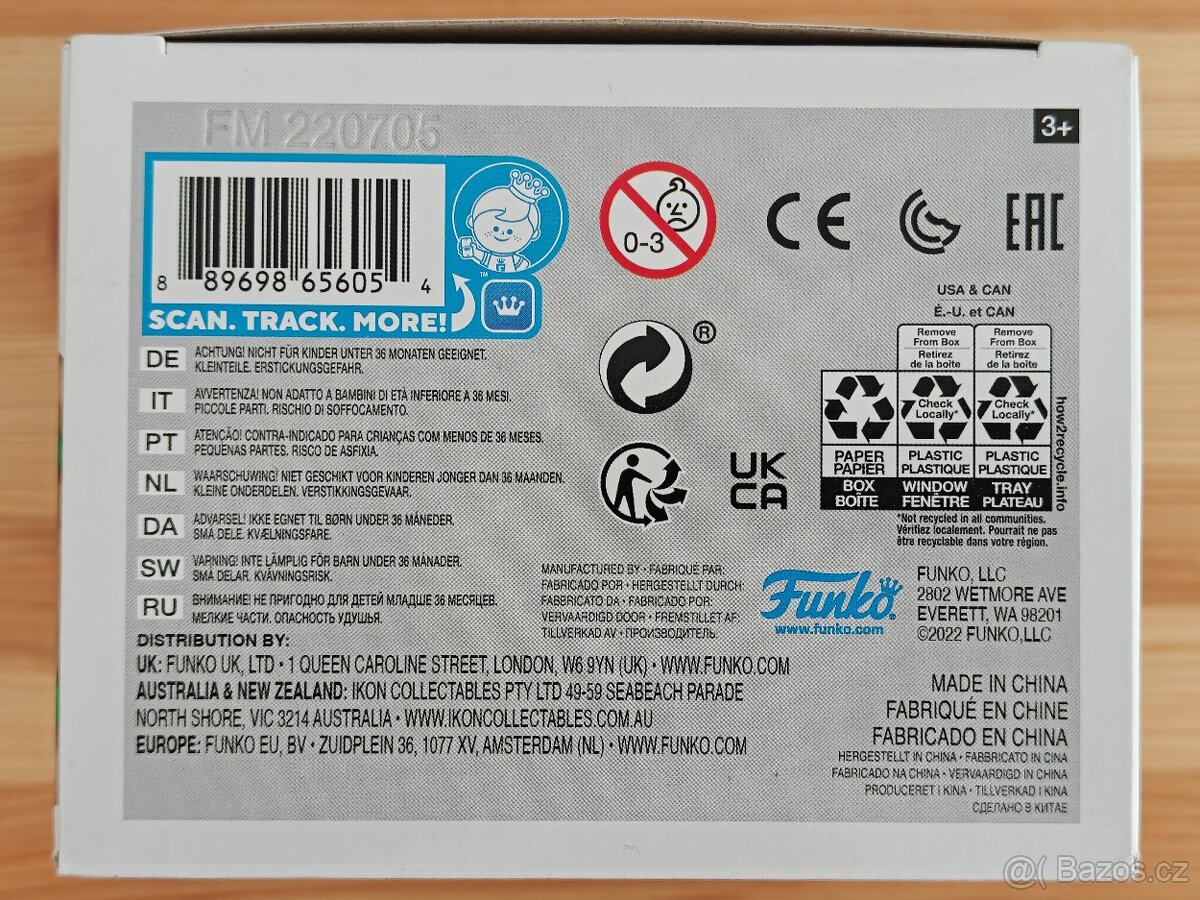 FM 220705
3+
8 89698 65605 4
™
SCAN. TRACK. MORE!
0-3
CE
EAC
®
UK
CA
USA & CAN
É.-U. et CAN
Remove From Box
Retirez de la boîte
Remove From Box
Retirez de la boîte
Check Locally*
Check Locally*
PAPER
PAPIER
BOX
BOÎTE
PLASTIC
PLASTIQUE
WINDOW
FENÊTRE
PLASTIC
PLASTIQUE
TRAY
PLATEAU
how2recycle.info
*Not recycled in all communities.
Vérifiez localement. Pourrait ne pas
être recyclable dans votre région.
DE ACHTUNG! NICHT FÜR KINDER UNTER 36 MONATEN GEEIGNET.
KLEINTEILE. ERSTICKUNGSGEFAHR.
IT AVVERTENZA! NON ADATTO A BAMBINI DI ETÀ INFERIORE A 36 MESI.
PICCOLE PARTI. RISCHIO DI SOFFOCAMENTO.
PT ATENÇÃO! CONTRA-INDICADO PARA CRIANÇAS COM MENOS DE 36 MESES.
PEQUENAS PARTES. RISCO DE ASFIXIA.
NL WAARSCHUWING! NIET GESCHIKT VOOR KINDEREN JONGER DAN 36 MAANDEN.
KLEINE ONDERDELEN. VERSTIKKINGSGEVAAR.
DA ADVARSEL! IKKE EGNET TIL BØRN UNDER 36 MÅNEDER.
SMÅ DELE. KVÆLNINGSFARE.
SW VARNING! INTE LÄMPLIG FÖR BARN UNDER 36 MÅNADER.
SMÅ DELAR. KVÄVNINGSRISK.
RU ВНИМАНИЕ! НЕ ПРИГОДНО ДЛЯ ДЕТЕЙ МЛАДШЕ 36 МЕСЯЦЕВ.
МЕЛКИЕ ЧАСТИ. ОПАСНОСТЬ УДУШЬЯ.
MANUFACTURED BY • FABRIQUÉ PAR:
FABRICADO POR • HERGESTELLT DURCH:
FABBRICATO DA • FABRICADO POR:
VERVAARDIGD DOOR • FREMSTILLET AF:
TILLVERKAD AV • ПРОИЗВОДИТЕЛЬ:
Funko®
www.funko.com
FUNKO, LLC
2802 WETMORE AVE
EVERETT, WA 98201
©2022 FUNKO,LLC
DISTRIBUTION BY:
UK: FUNKO UK, LTD • 1 QUEEN CAROLINE STREET, LONDON, W6 9YN (UK) • WWW.FUNKO.COM
AUSTRALIA & NEW ZEALAND: IKON COLLECTABLES PTY LTD 49-59 SEABEACH PARADE
NORTH SHORE, VIC 3214 AUSTRALIA • WWW.IKONCOLLECTABLES.COM.AU
EUROPE: FUNKO EU, BV • ZUIDPLEIN 36, 1077 XV, AMSTERDAM (NL) • WWW.FUNKO.COM
MADE IN CHINA
FABRIQUÉ EN CHINE
FABRICADO EN CHINA
HERGESTELLT IN CHINA • FABBRICATO IN CINA
FABRICADO NA CHINA • VERVAARDIGD IN CHINA
PRODUCERET I KINA • TILLVERKAD I KINA
СДЕЛАНО В КИТАЕ
Bazoš.cz